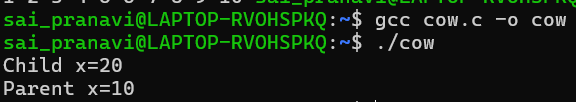 sai_pranavi@LAPTOP-RVOHSPKQ:~$ gcc cow.c -o cow
sai_pranavi@LAPTOP-RVOHSPKQ:~$ ./cow
Child x=20
Parent x=10